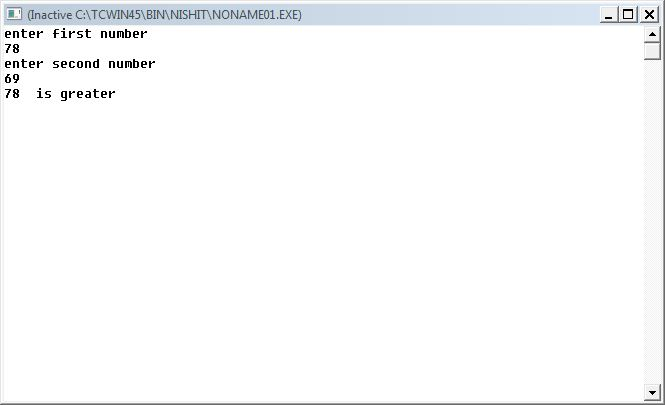 (Inactive C:\TCWIN45\BIN\NISHIT\NONAME01.EXE)
enter first number
78
enter second number
69
78  is greater